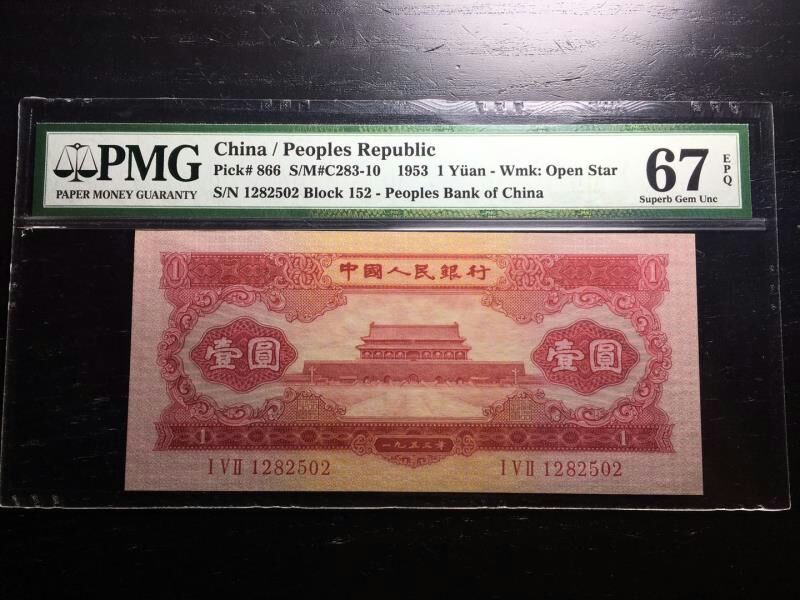 PMG
PAPER MONEY GUARANTY
China / Peoples Republic
Pick# 866 S/M#C283-10 1953 1 Yüan - Wmk: Open Star
S/N 1282502 Block 152 - Peoples Bank of China
67
EPQ
Superb Gem Unc
1 中國人民銀行 1
壹圓 壹圓
1 一九五三年 1
I V II 1282502 I V II 1282502